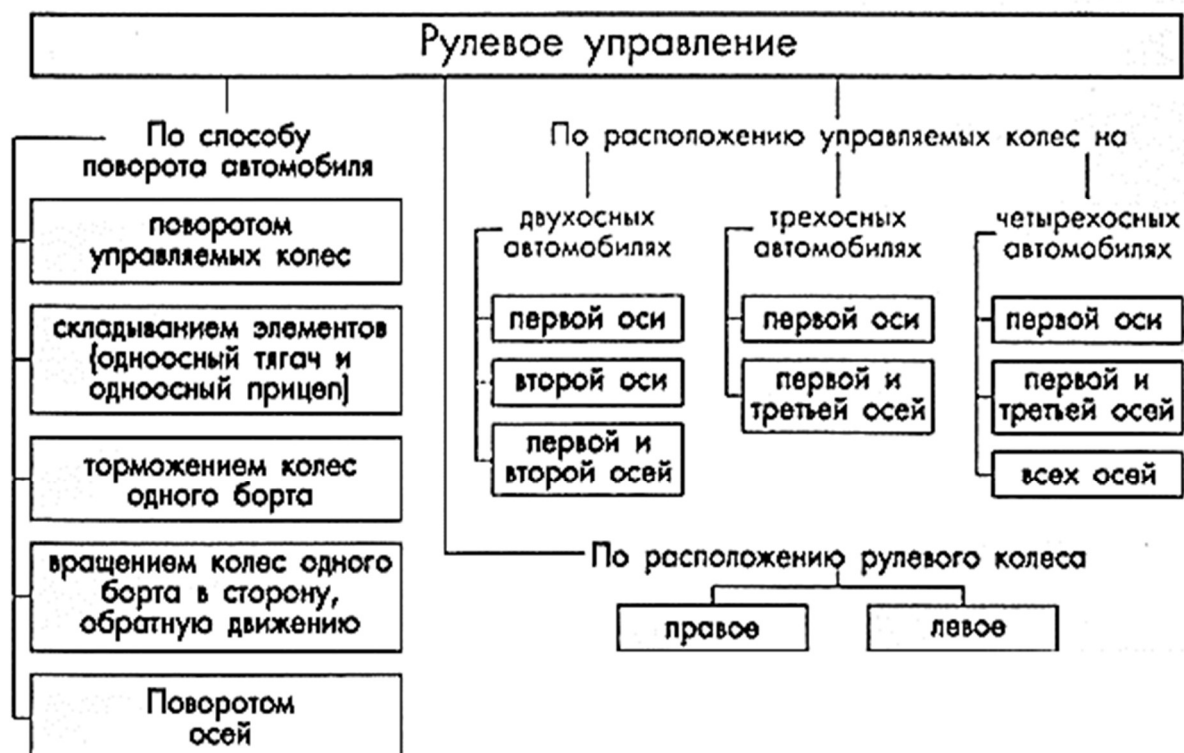 Рулевое управление
По способу
поворота автомобиля
поворотом
управляемых колес
складыванием элементов
(одноосный тягач и
одноосный прицеп)
торможением колес
одного борта
вращением колес одного
борта в сторону,
обратную движению
Поворотом
осей
По расположению управляемых колес на
двухосных
автомобилях
первой оси
второй оси
первой и
второй осей
трехосных
автомобилях
первой оси
первой и
третьей осей
четырехосных
автомобилях
первой оси
первой и
третьей осей
всех осей
По расположению рулевого колеса
правое
левое